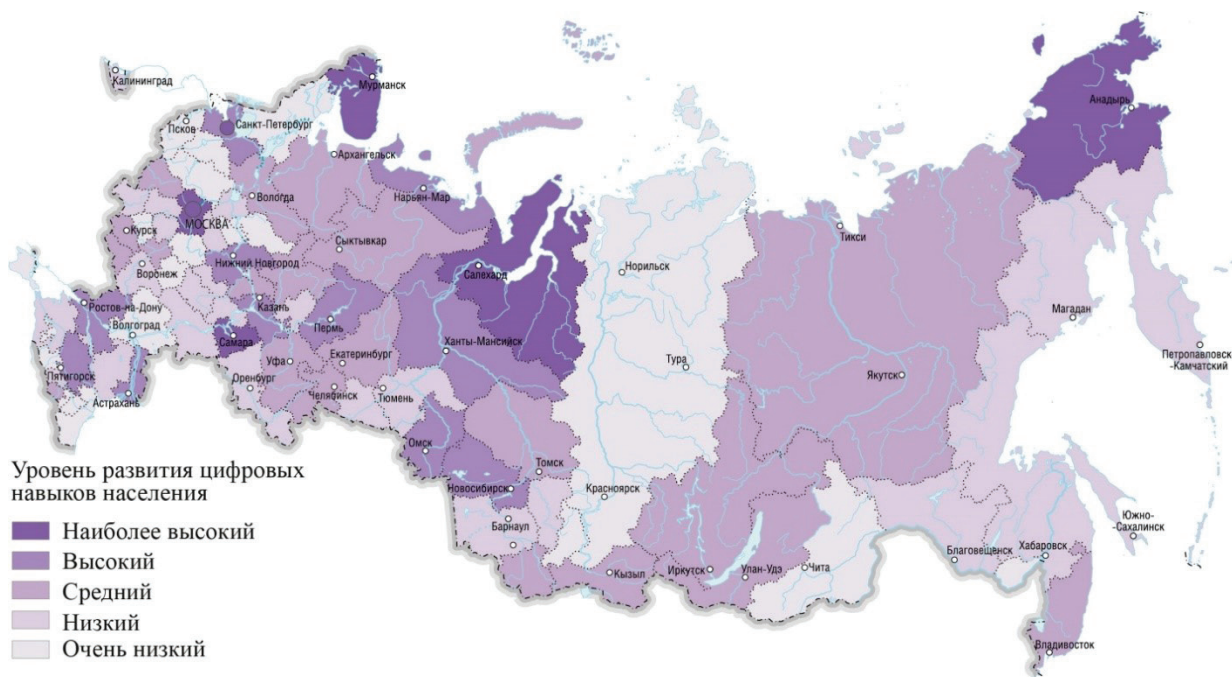 Калининград
Мурманск
Анадырь
Псков
Санкт-Петербург
Архангельск
Нарьян-Мар
Вологда
МОСКВА
Курск
Сыктывкар
Тикси
Салехард
Норильск
Нижний Новгород
Воронеж
Ростов-на-Дону
Казань
Магадан
Волгоград
Пермь
Самара
Ханты-Мансийск
Петропавловск
-Камчатский
Тура
Уфа
Екатеринбург
Якутск
Пятигорск
Оренбург
Челябинск
Тюмень
Астрахань
Омск
Томск
Новосибирск
Красноярск
Барнаул
Южно-
-Сахалинск
Благовещенск
Хабаровск
Кызыл
Иркутск
Улан-Удэ
Чита
Владивосток
Уровень развития цифровых
навыков населения
Наиболее высокий
Высокий
Средний
Низкий
Очень низкий